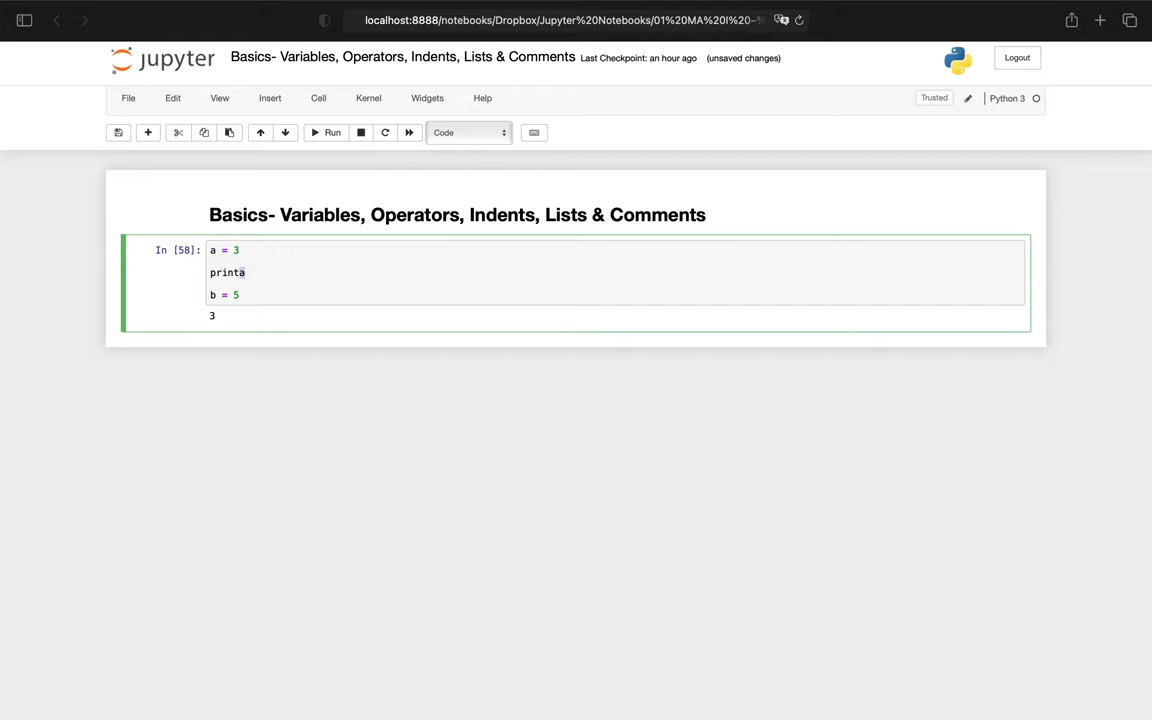 localhost:8888/notebooks/Dropbox/Jupyter%20Notebooks/01%20MA%20I%20–%
jupyter Basics- Variables, Operators, Indents, Lists & Comments Last Checkpoint: an hour ago (unsaved changes) Logout
File Edit View Insert Cell Kernel Widgets Help Trusted Python 3
Run Code
Basics- Variables, Operators, Indents, Lists & Comments
In [58]: a = 3
printa
b = 5
3